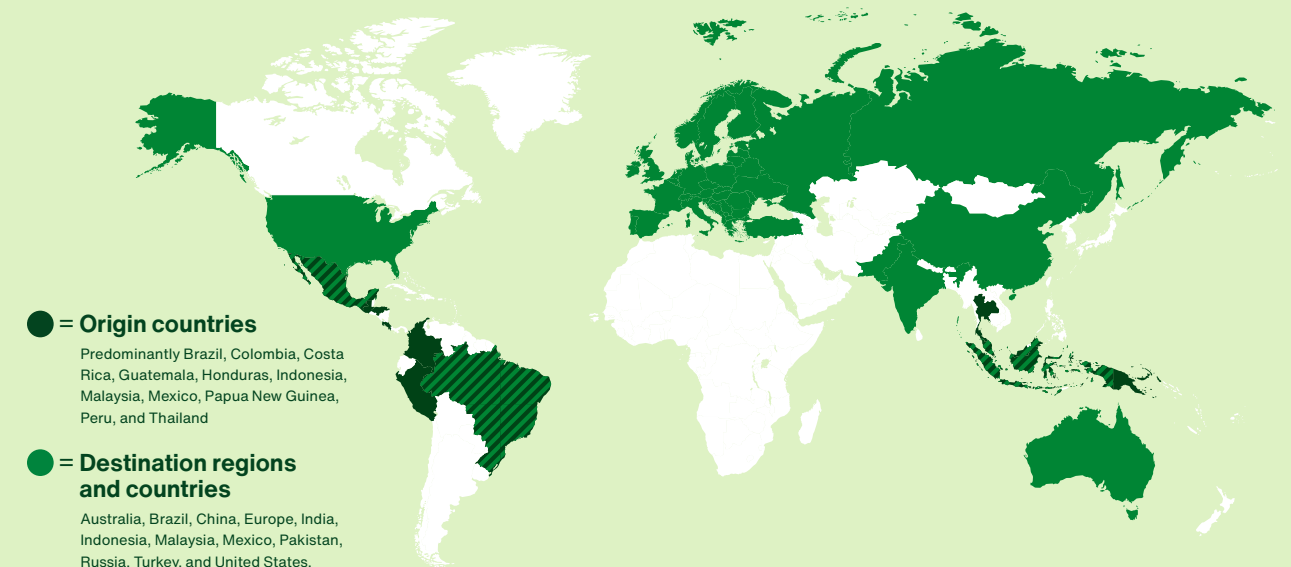 = Origin countries
Predominantly Brazil, Colombia, Costa
Rica, Guatemala, Honduras, Indonesia,
Malaysia, Mexico, Papua New Guinea,
Peru, and Thailand
= Destination regions
and countries
Australia, Brazil, China, Europe, India,
Indonesia, Malaysia, Mexico, Pakistan,
Russia, Turkey, and United States.